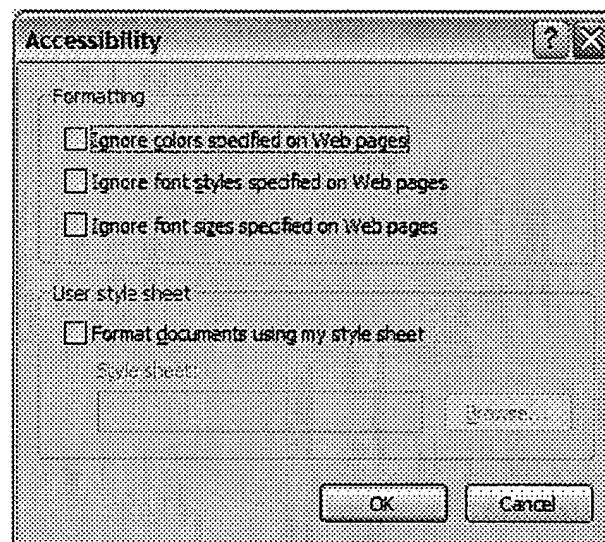 Accessibility
Formatting
Ignore colors specified on Web pages
Ignore font styles specified on Web pages
Ignore font sizes specified on Web pages
User style sheet
Format documents using my style sheet
Style sheet:
Browse...
OK
Cancel